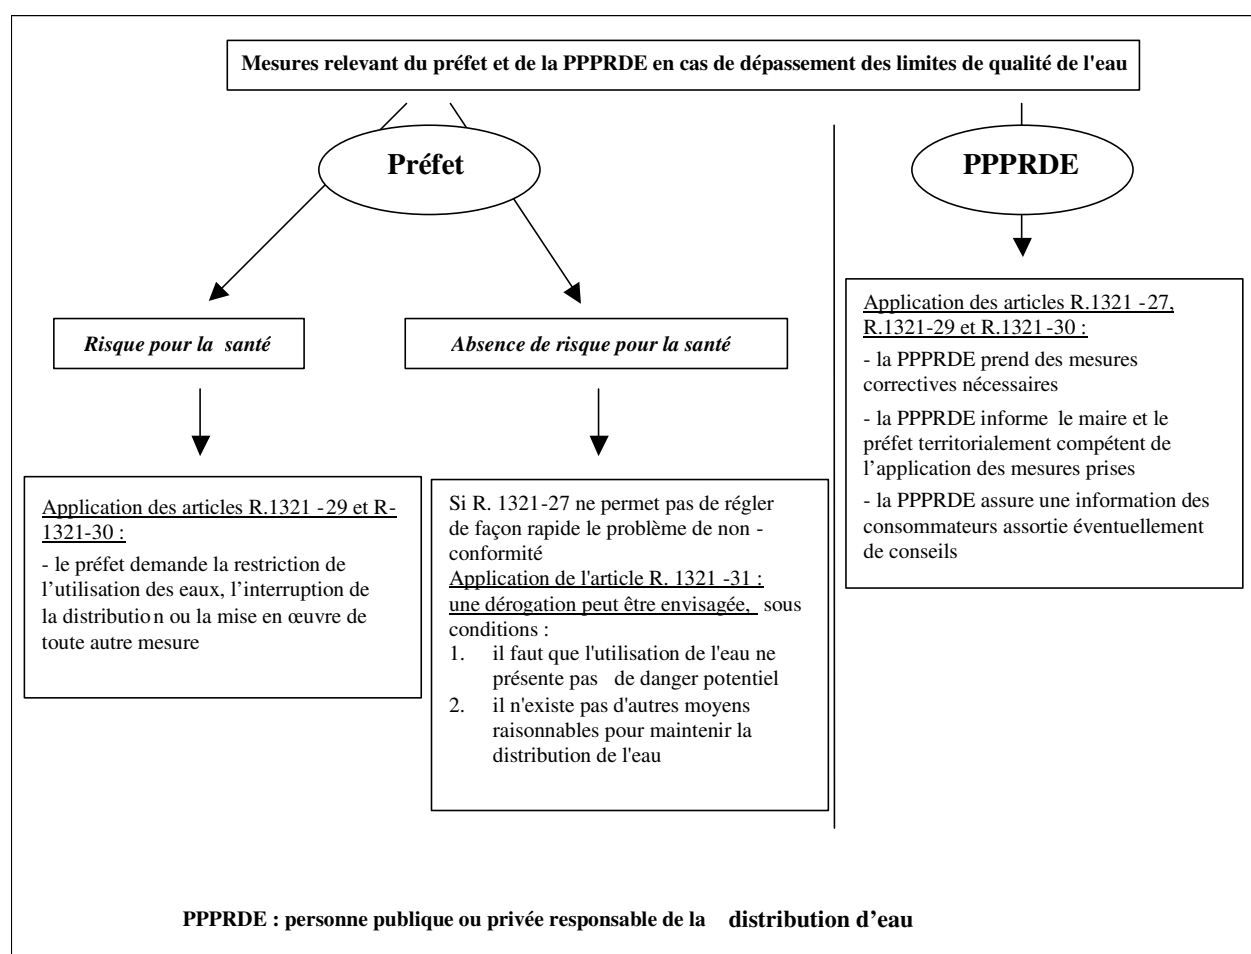 Mesures relevant du préfet et de la PPPRDE en cas de dépassement des limites de qualité de l'eau
Préfet
PPPRDE
Risque pour la santé
Absence de risque pour la santé
Application des articles R.1321 -29 et R-
1321-30 :
- le préfet demande la restriction de
l’utilisation des eaux, l’interruption de
la distribution ou la mise en œuvre de
toute autre mesure
Si R. 1321-27 ne permet pas de régler
de façon rapide le problème de non -
conformité
Application de l'article R. 1321 -31 :
une dérogation peut être envisagée, sous
conditions :
1. il faut que l'utilisation de l'eau ne
présente pas de danger potentiel
2. il n'existe pas d'autres moyens
raisonnables pour maintenir la
distribution de l'eau
Application des articles R.1321 -27,
R.1321-29 et R.1321-30 :
- la PPPRDE prend des mesures
correctives nécessaires
- la PPPRDE informe le maire et le
préfet territorialement compétent de
l’application des mesures prises
- la PPPRDE assure une information des
consommateurs assortie éventuellement
de conseils
PPPRDE : personne publique ou privée responsable de la distribution d’eau